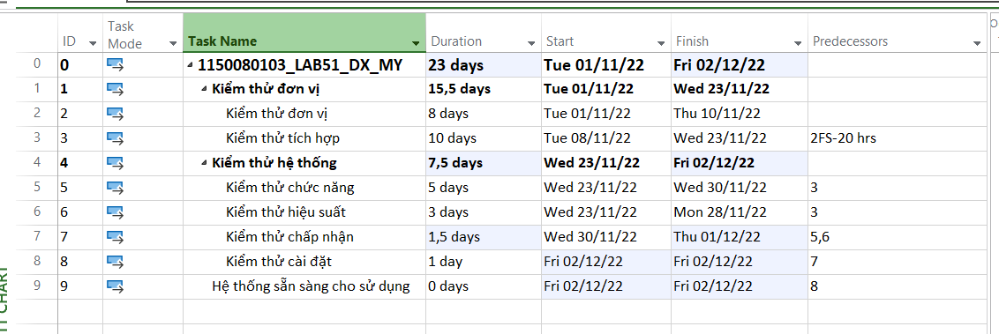 ID Task Mode Task Name Duration Start Finish Predecessors
0 0 1150080103_LAB51_DX_MY 23 days Tue 01/11/22 Fri 02/12/22
1 1 Kiểm thử đơn vị 15,5 days Tue 01/11/22 Wed 23/11/22
2 2 Kiểm thử đơn vị 8 days Tue 01/11/22 Thu 10/11/22
3 3 Kiểm thử tích hợp 10 days Tue 08/11/22 Wed 23/11/22 2FS-20 hrs
4 4 Kiểm thử hệ thống 7,5 days Wed 23/11/22 Fri 02/12/22
5 5 Kiểm thử chức năng 5 days Wed 23/11/22 Wed 30/11/22 3
6 6 Kiểm thử hiệu suất 3 days Wed 23/11/22 Mon 28/11/22 3
7 7 Kiểm thử chấp nhận 1,5 days Wed 30/11/22 Thu 01/12/22 5,6
8 8 Kiểm thử cài đặt 1 day Fri 02/12/22 Fri 02/12/22 7
9 9 Hệ thống sẵn sàng cho sử dụng 0 days Fri 02/12/22 Fri 02/12/22 8
CHART